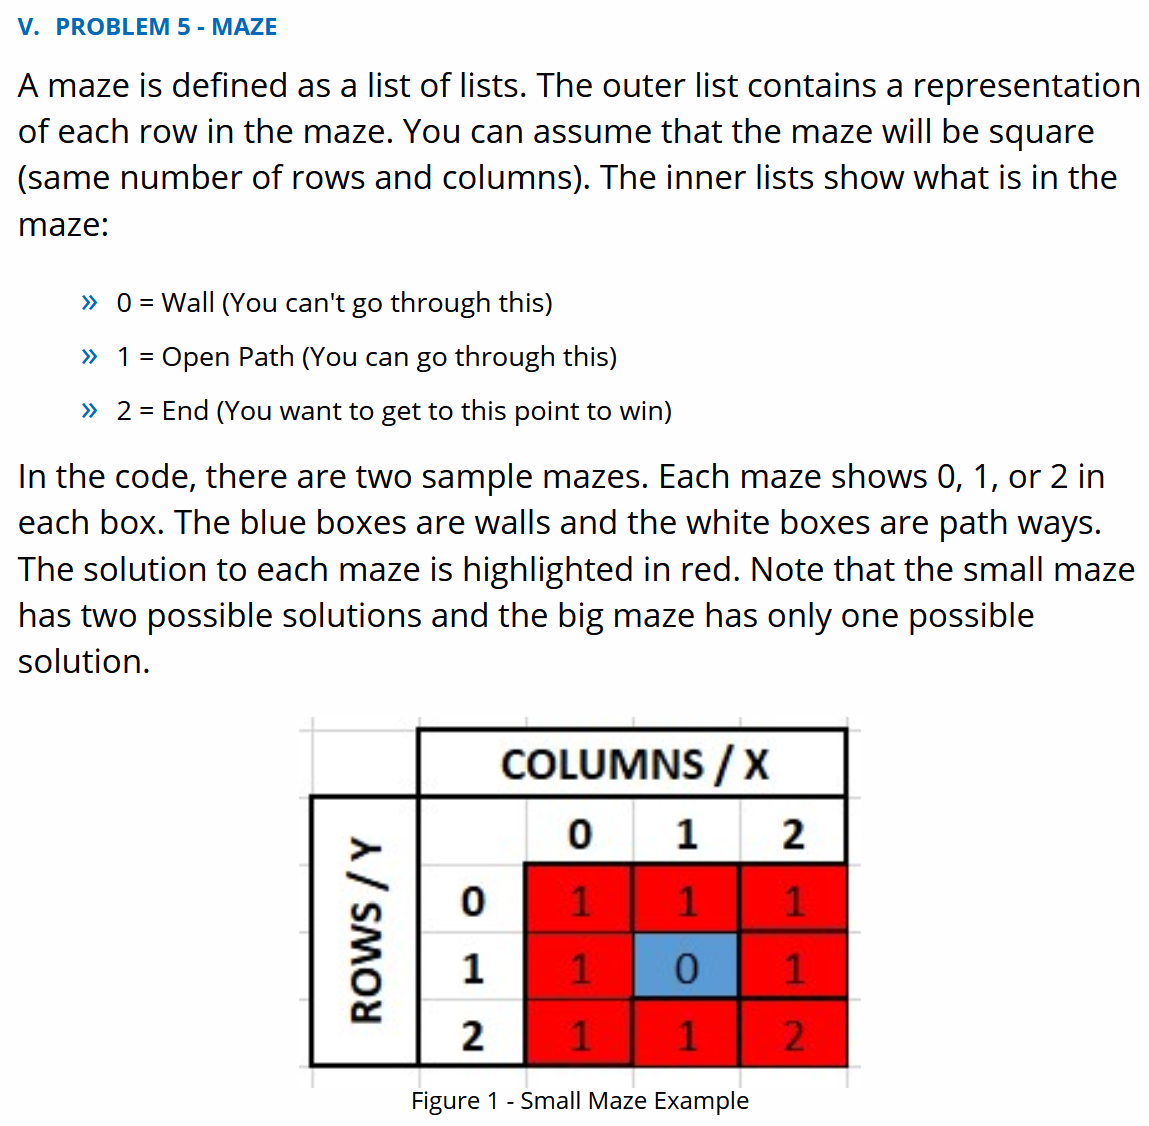 V. PROBLEM 5 - MAZE
A maze is defined as a list of lists. The outer list contains a representation
of each row in the maze. You can assume that the maze will be square
(same number of rows and columns). The inner lists show what is in the
maze:
» 0 = Wall (You can't go through this)
» 1 = Open Path (You can go through this)
» 2 = End (You want to get to this point to win)
In the code, there are two sample mazes. Each maze shows 0, 1, or 2 in
each box. The blue boxes are walls and the white boxes are path ways.
The solution to each maze is highlighted in red. Note that the small maze
has two possible solutions and the big maze has only one possible
solution.
COLUMNS / X
0 1 2
ROWS / Y
0 1 1 1
1 1 0 1
2 1 1 2
Figure 1 - Small Maze Example